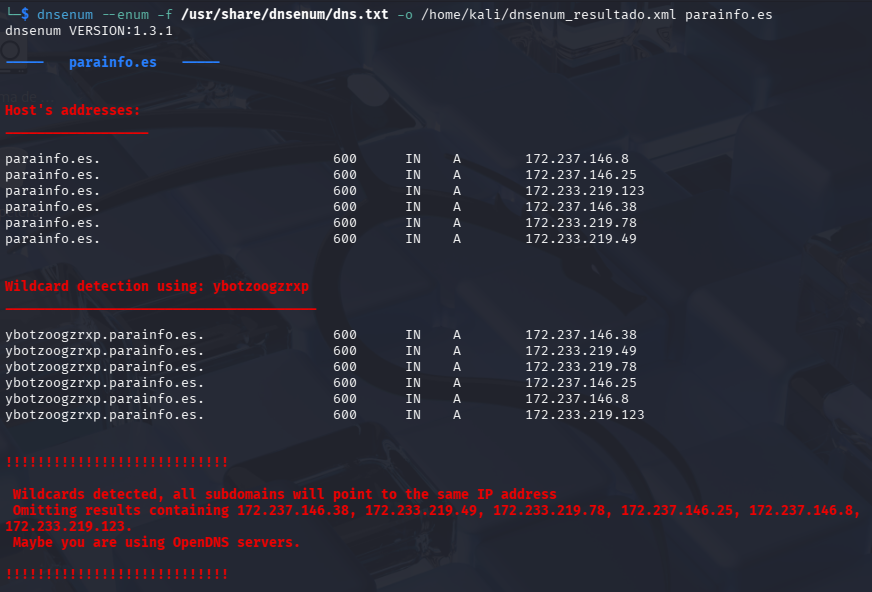 └─$ dnsenum --enum -f /usr/share/dnsenum/dns.txt -o /home/kali/dnsenum_resultado.xml parainfo.es
dnsenum VERSION:1.3.1
----- parainfo.es -----
Host's addresses:
__________________
parainfo.es. 600 IN A 172.237.146.8
parainfo.es. 600 IN A 172.237.146.25
parainfo.es. 600 IN A 172.233.219.123
parainfo.es. 600 IN A 172.237.146.38
parainfo.es. 600 IN A 172.233.219.78
parainfo.es. 600 IN A 172.233.219.49
Wildcard detection using: ybotzoogzrxp
_______________________________________
ybotzoogzrxp.parainfo.es. 600 IN A 172.237.146.38
ybotzoogzrxp.parainfo.es. 600 IN A 172.233.219.49
ybotzoogzrxp.parainfo.es. 600 IN A 172.233.219.78
ybotzoogzrxp.parainfo.es. 600 IN A 172.237.146.25
ybotzoogzrxp.parainfo.es. 600 IN A 172.237.146.8
ybotzoogzrxp.parainfo.es. 600 IN A 172.233.219.123
!!!!!!!!!!!!!!!!!!!!!!!!!!!!
Wildcards detected, all subdomains will point to the same IP address
Omitting results containing 172.237.146.38, 172.233.219.49, 172.233.219.78, 172.237.146.25, 172.237.146.8,
172.233.219.123.
Maybe you are using OpenDNS servers.
!!!!!!!!!!!!!!!!!!!!!!!!!!!!